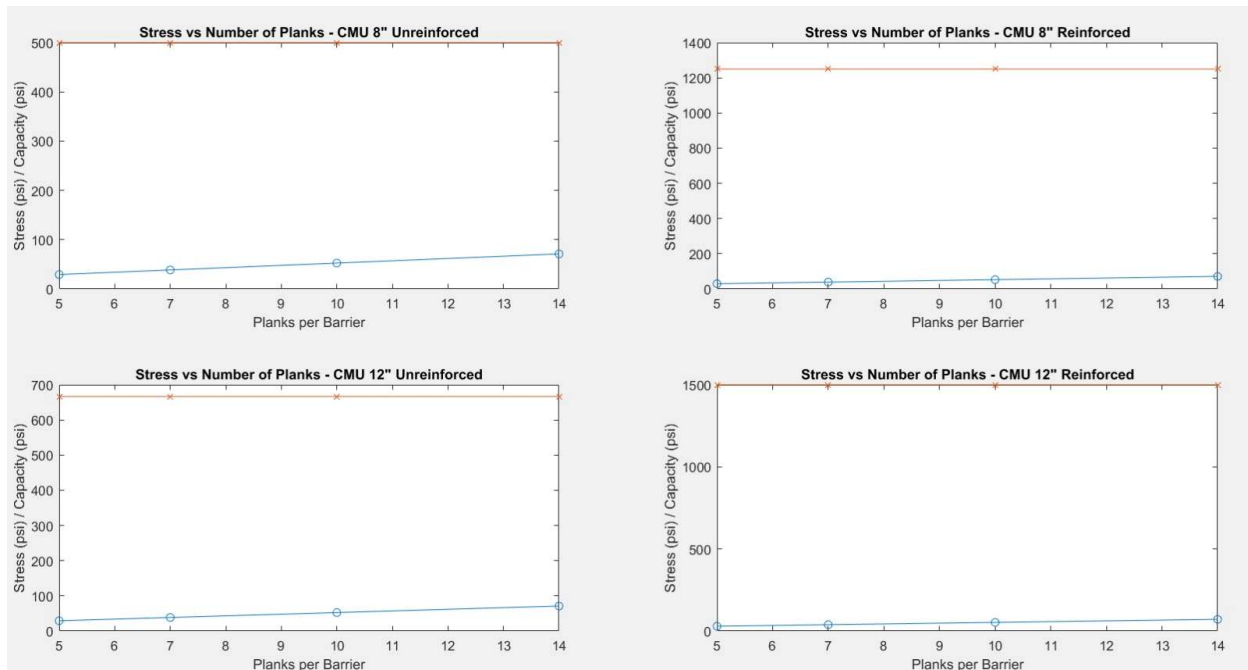 Stress vs Number of Planks - CMU 8" Unreinforced
500
400
300
200
100
0
Stress (psi) / Capacity (psi)
5 6 7 8 9 10 11 12 13 14
Planks per Barrier
Stress vs Number of Planks - CMU 8" Reinforced
1400
1200
1000
800
600
400
200
0
Stress (psi) / Capacity (psi)
5 6 7 8 9 10 11 12 13 14
Planks per Barrier
Stress vs Number of Planks - CMU 12" Unreinforced
700
600
500
400
300
200
100
0
Stress (psi) / Capacity (psi)
5 6 7 8 9 10 11 12 13 14
Planks per Barrier
Stress vs Number of Planks - CMU 12" Reinforced
1500
1000
500
0
Stress (psi) / Capacity (psi)
5 6 7 8 9 10 11 12 13 14
Planks per Barrier